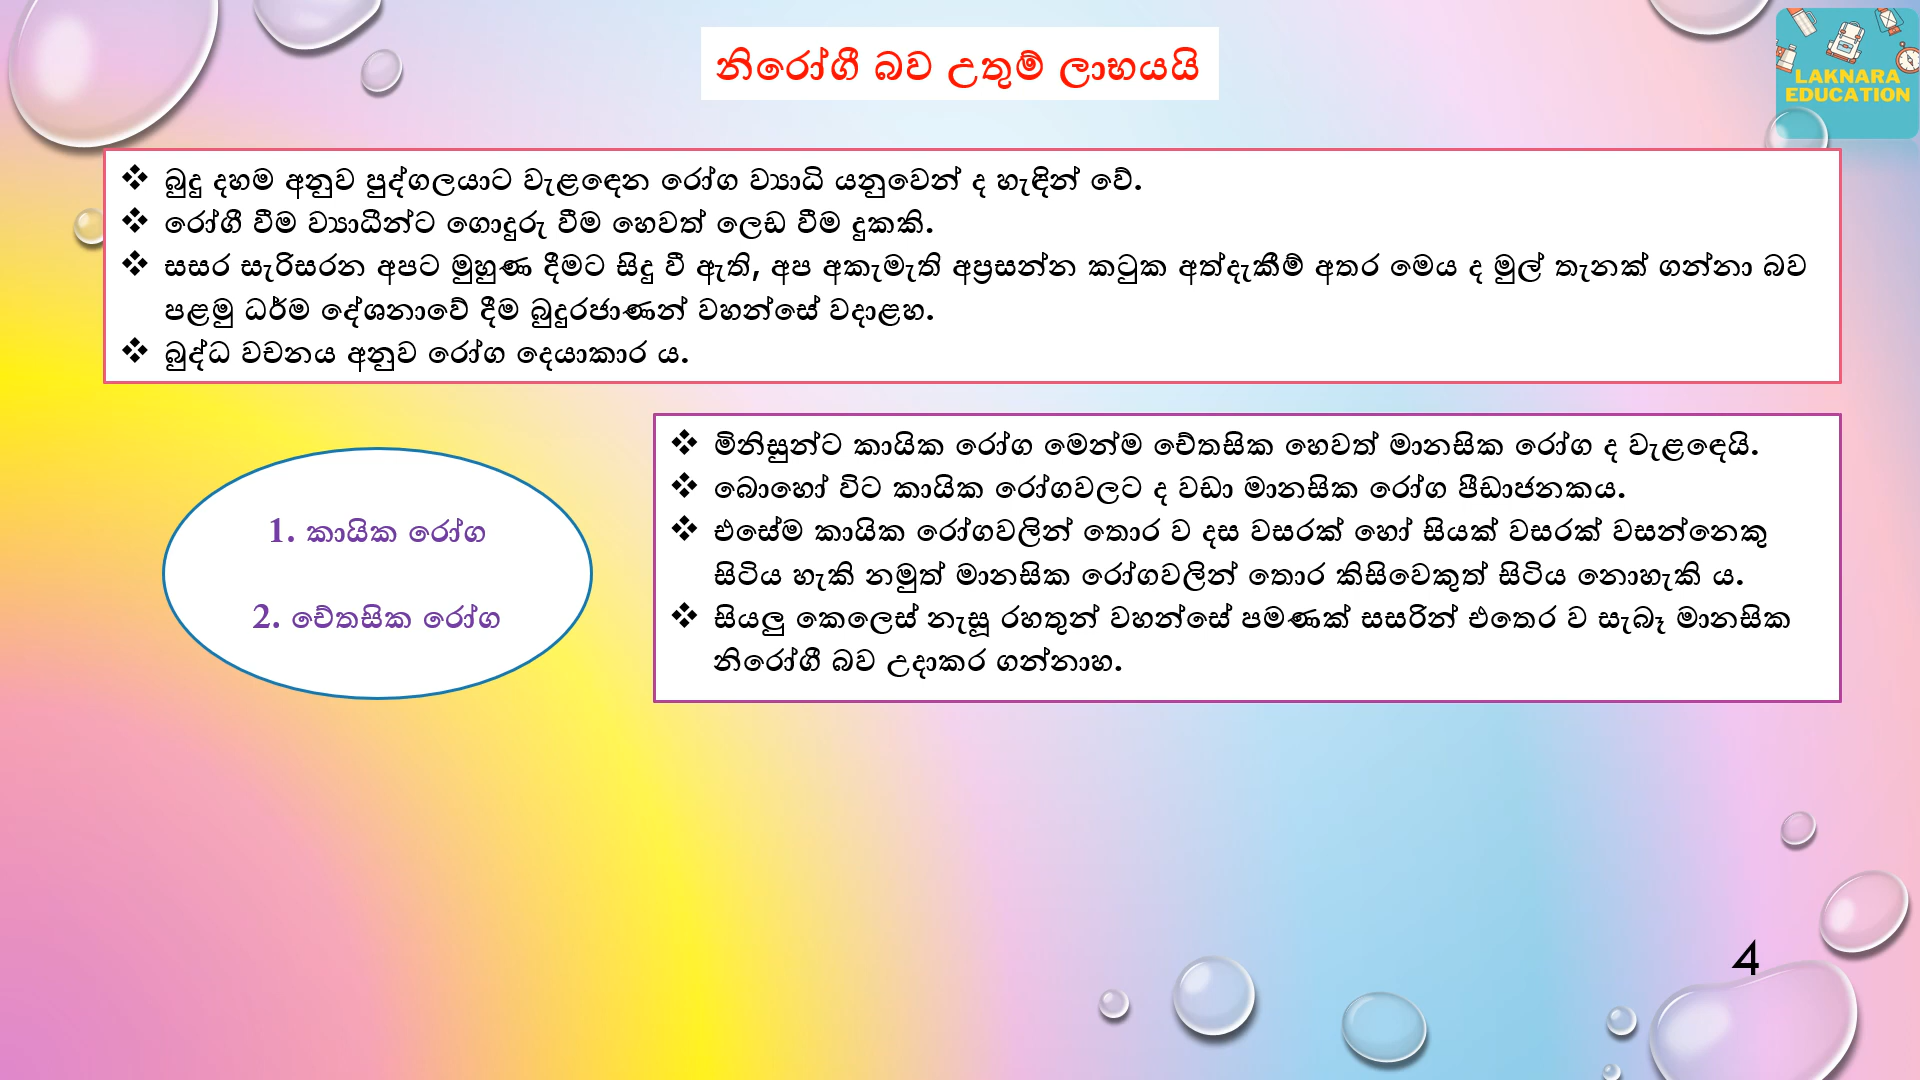 නිරෝගී බව උතුම් ලාභයයි
LAKNARA
EDUCATION
❖ බුදු දහම අනුව පුද්ගලයාට වැළඳෙන රෝග ව්‍යාධි යනුවෙන් ද හැඳින් වේ.
❖ රෝගී වීම ව්‍යාධීන්ට ගොදුරු වීම හෙවත් ලෙඩ වීම දුකකි.
❖ සසර සැරිසරන අපට මුහුණ දීමට සිදු වී ඇති, අප අකැමැති අප්‍රසන්න කටුක අත්දැකීම් අතර මෙය ද මුල් තැනක් ගන්නා බව
පළමු ධර්ම දේශනාවේ දීම බුදුරජාණන් වහන්සේ වදාළහ.
❖ බුද්ධ වචනය අනුව රෝග දෙයාකාර ය.
1. කායික රෝග
2. චේතසික රෝග
❖ මිනිසුන්ට කායික රෝග මෙන්ම චේතසික හෙවත් මානසික රෝග ද වැළඳෙයි.
❖ බොහෝ විට කායික රෝගවලට ද වඩා මානසික රෝග පීඩාජනකය.
❖ එසේම කායික රෝගවලින් තොර ව දස වසරක් හෝ සියක් වසරක් වසන්නෙකු
සිටිය හැකි නමුත් මානසික රෝගවලින් තොර කිසිවෙකුත් සිටිය නොහැකි ය.
❖ සියලු කෙලෙස් නැසූ රහතුන් වහන්සේ පමණක් සසරින් එතෙර ව සැබෑ මානසික
නිරෝගී බව උදාකර ගන්නාහ.
4